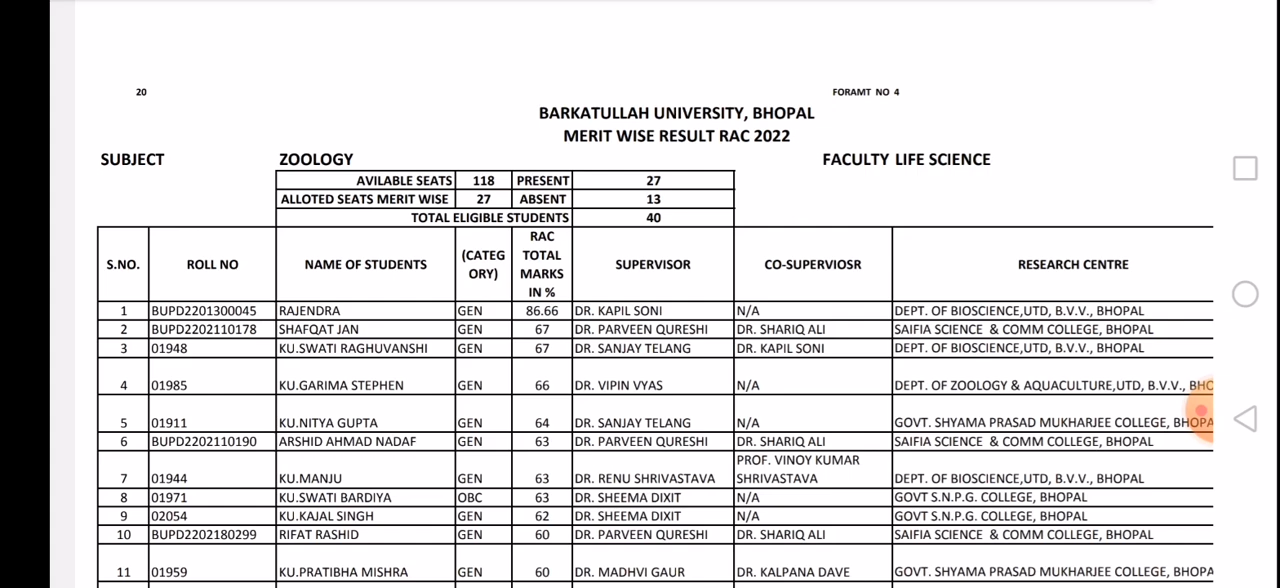 20
FORAMT NO 4
BARKATULLAH UNIVERSITY, BHOPAL
MERIT WISE RESULT RAC 2022
SUBJECT ZOOLOGY FACULTY LIFE SCIENCE
AVILABLE SEATS 118 PRESENT 27
ALLOTED SEATS MERIT WISE 27 ABSENT 13
TOTAL ELIGIBLE STUDENTS 40
S.NO. ROLL NO NAME OF STUDENTS (CATEG ORY) RAC TOTAL MARKS IN % SUPERVISOR CO-SUPERVIOSR RESEARCH CENTRE
1 BUPD2201300045 RAJENDRA GEN 86.66 DR. KAPIL SONI N/A DEPT. OF BIOSCIENCE,UTD, B.V.V., BHOPAL
2 BUPD2202110178 SHAFQAT JAN GEN 67 DR. PARVEEN QURESHI DR. SHARIQ ALI SAIFIA SCIENCE & COMM COLLEGE, BHOPAL
3 01948 KU.SWATI RAGHUVANSHI GEN 67 DR. SANJAY TELANG DR. KAPIL SONI DEPT. OF BIOSCIENCE,UTD, B.V.V., BHOPAL
4 01985 KU.GARIMA STEPHEN GEN 66 DR. VIPIN VYAS N/A DEPT. OF ZOOLOGY & AQUACULTURE,UTD, B.V.V., BHO
5 01911 KU.NITYA GUPTA GEN 64 DR. SANJAY TELANG N/A GOVT. SHYAMA PRASAD MUKHARJEE COLLEGE, BHOPA
6 BUPD2202110190 ARSHID AHMAD NADAF GEN 63 DR. PARVEEN QURESHI DR. SHARIQ ALI SAIFIA SCIENCE & COMM COLLEGE, BHOPAL
7 01944 KU.MANJU GEN 63 DR. RENU SHRIVASTAVA PROF. VINOY KUMAR SHRIVASTAVA DEPT. OF BIOSCIENCE,UTD, B.V.V., BHOPAL
8 01971 KU.SWATI BARDIYA OBC 63 DR. SHEEMA DIXIT N/A GOVT S.N.P.G. COLLEGE, BHOPAL
9 02054 KU.KAJAL SINGH GEN 62 DR. SHEEMA DIXIT N/A GOVT S.N.P.G. COLLEGE, BHOPAL
10 BUPD2202180299 RIFAT RASHID GEN 60 DR. PARVEEN QURESHI DR. SHARIQ ALI SAIFIA SCIENCE & COMM COLLEGE, BHOPAL
11 01959 KU.PRATIBHA MISHRA GEN 60 DR. MADHVI GAUR DR. KALPANA DAVE GOVT. SHYAMA PRASAD MUKHARJEE COLLEGE, BHOPA